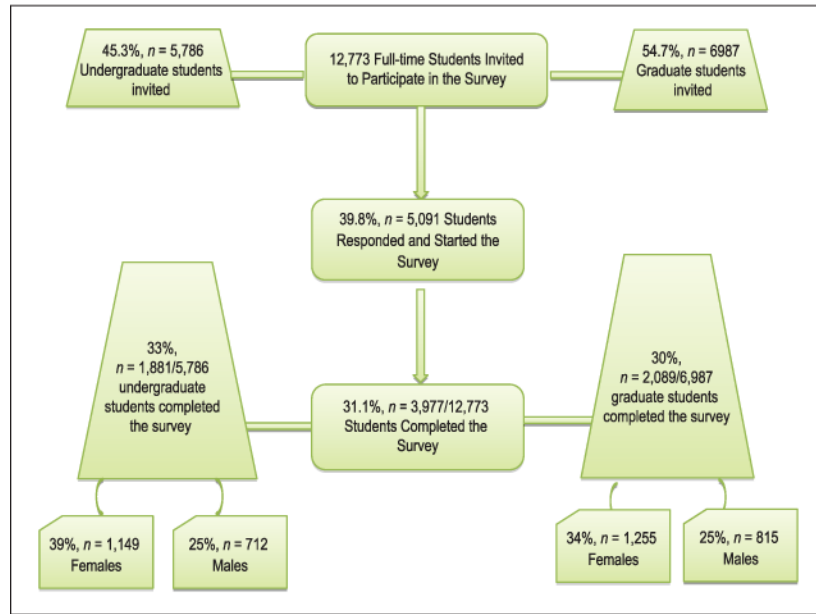 45.3%, n = 5,786
Undergraduate students
invited
12,773 Full-time Students Invited
to Participate in the Survey
54.7%, n = 6987
Graduate students
invited
39.8%, n = 5,091 Students
Responded and Started the
Survey
33%,
n = 1,881/5,786
undergraduate
students completed
the survey
31.1%, n = 3,977/12,773
Students Completed the
Survey
30%,
n = 2,089/6,987
graduate students
completed the survey
39%, n = 1,149
Females
25%, n = 712
Males
34%, n = 1,255
Females
25%, n = 815
Males